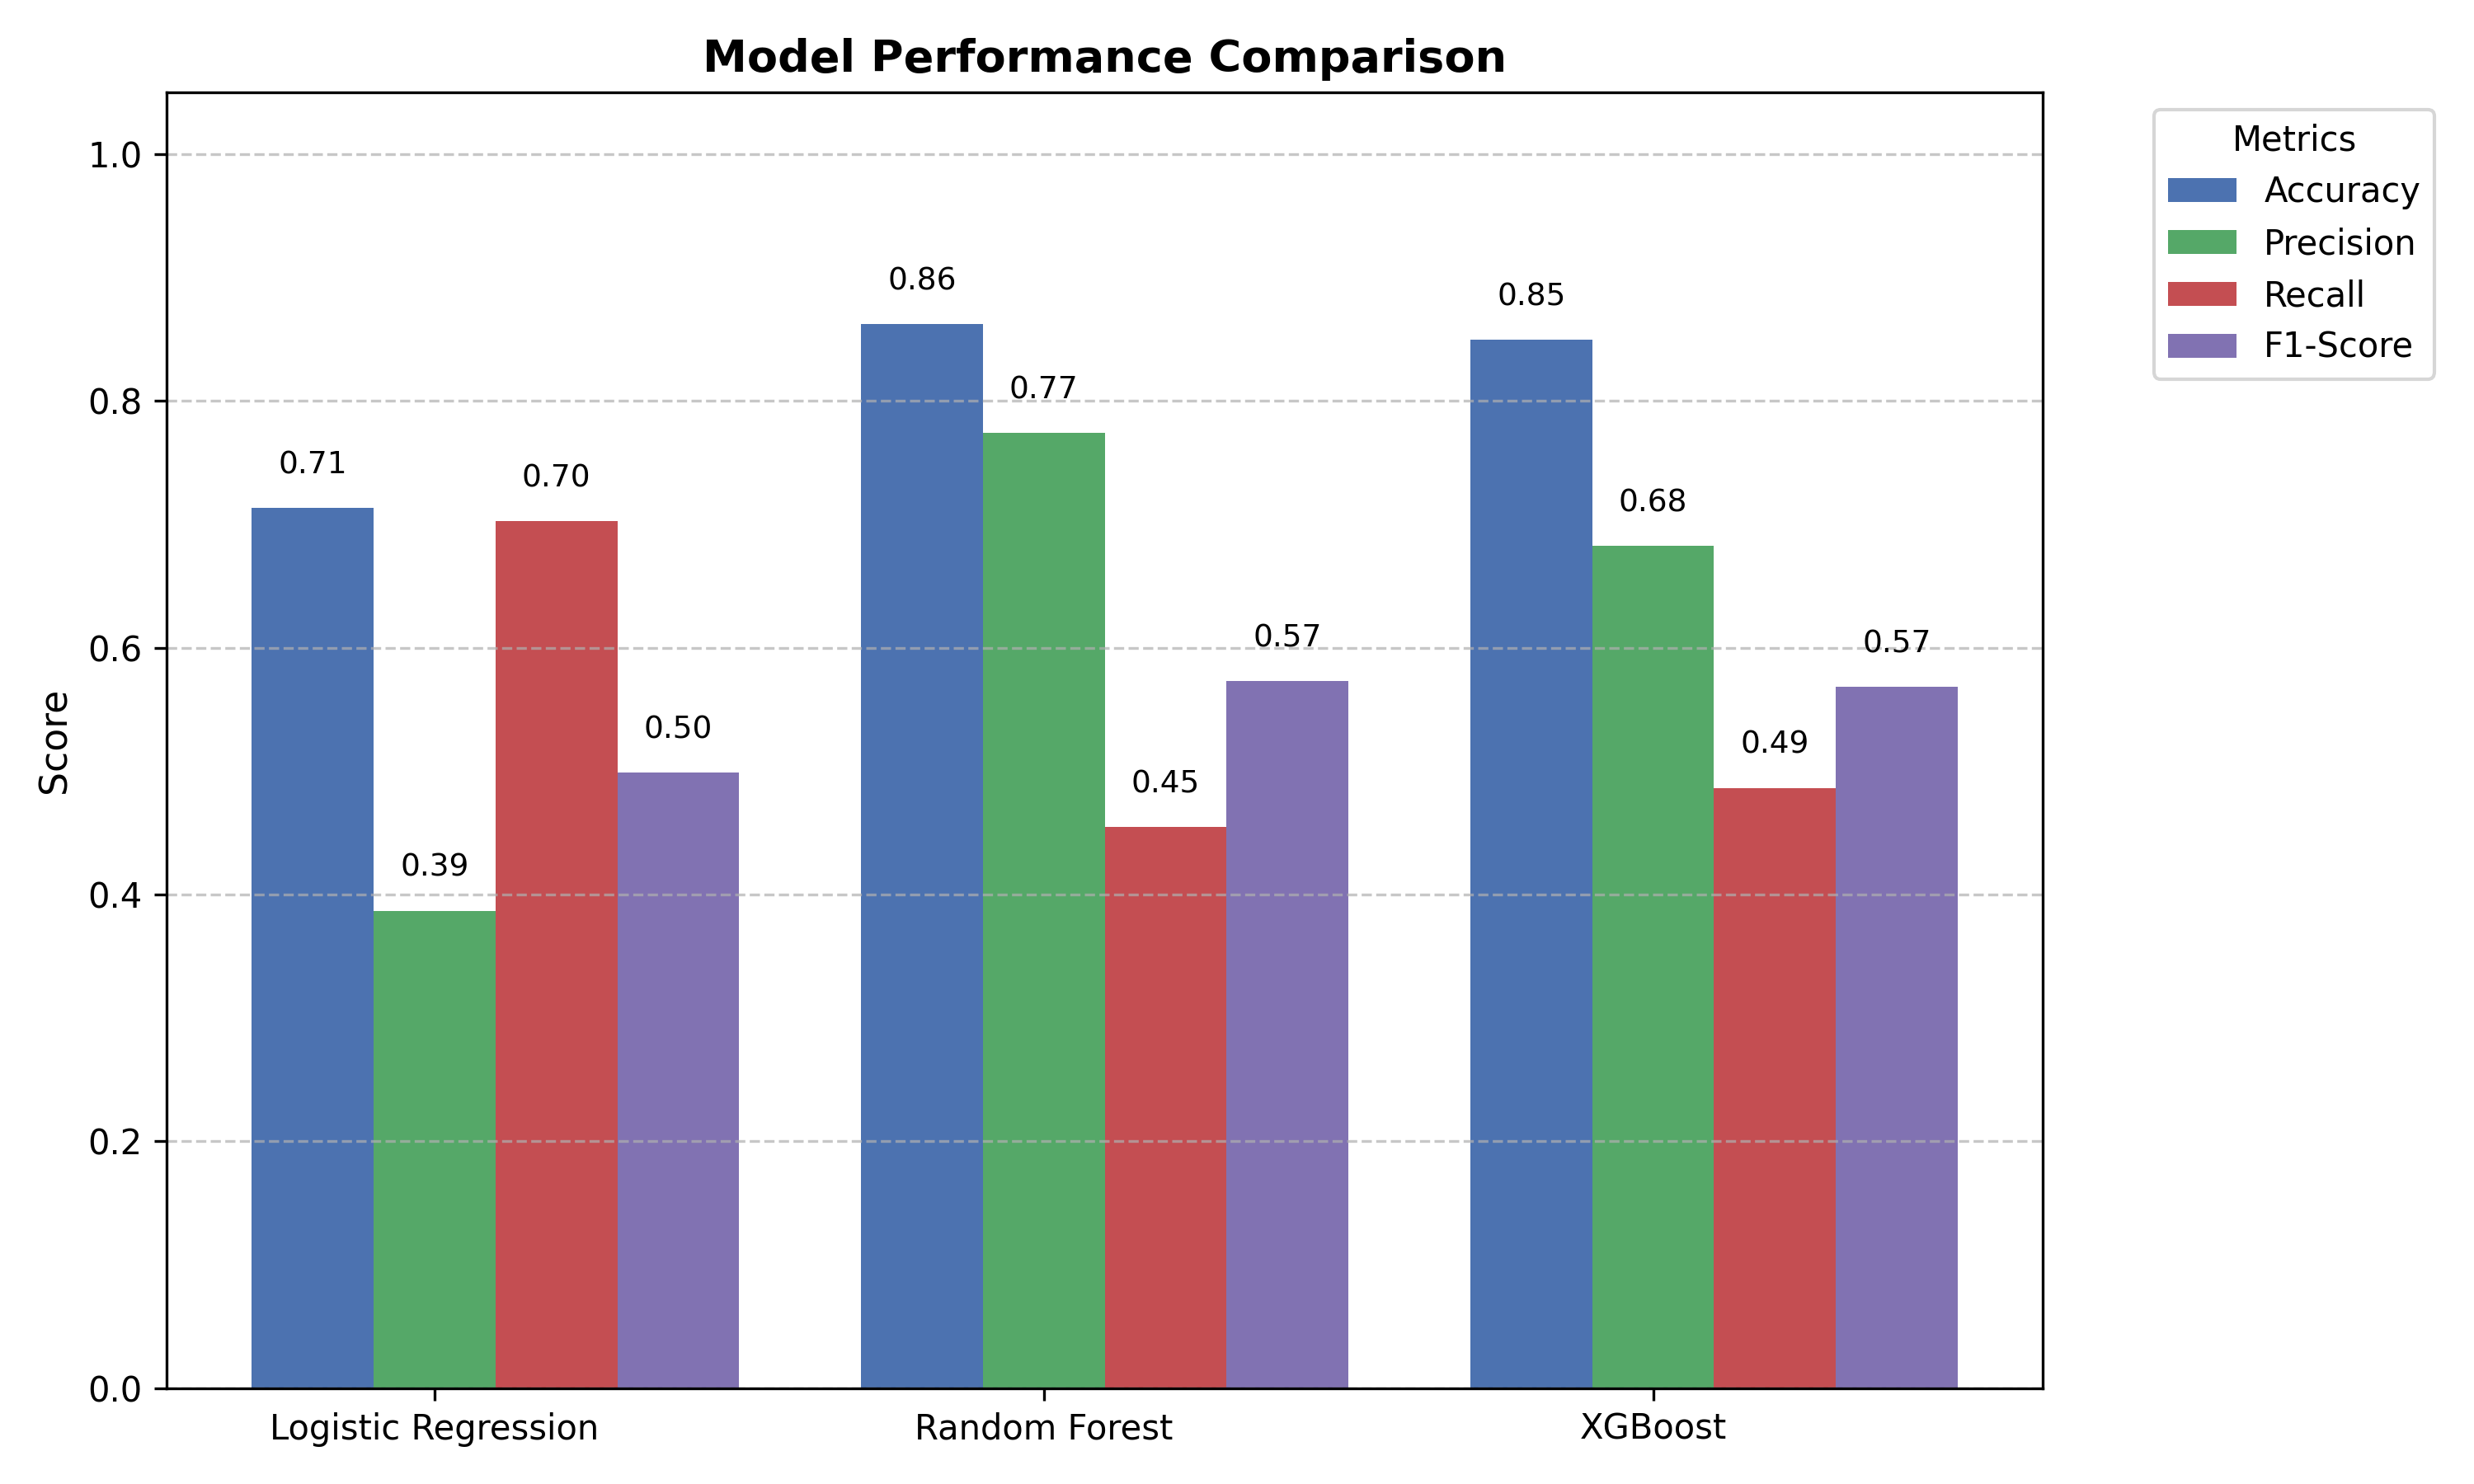 Model Performance Comparison
Metrics
Accuracy
Precision
Recall
F1-Score
Score
1.0
0.8
0.6
0.4
0.2
0.0
0.71
0.39
0.70
0.50
0.86
0.77
0.45
0.57
0.85
0.68
0.49
0.57
Logistic Regression
Random Forest
XGBoost